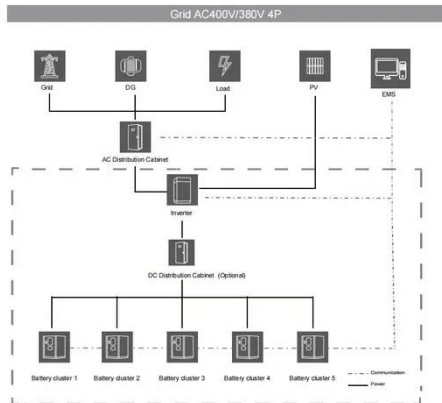 Grid AC400V/380V 4P
Grid
DG
Load
PV
EMS
AC Distribution Cabinet
Inverter
DC Distribution Cabinet (Optional)
Battery cluster 1
Battery cluster 2
Battery cluster 3
Battery cluster 4
Battery cluster 5
Communication
Power